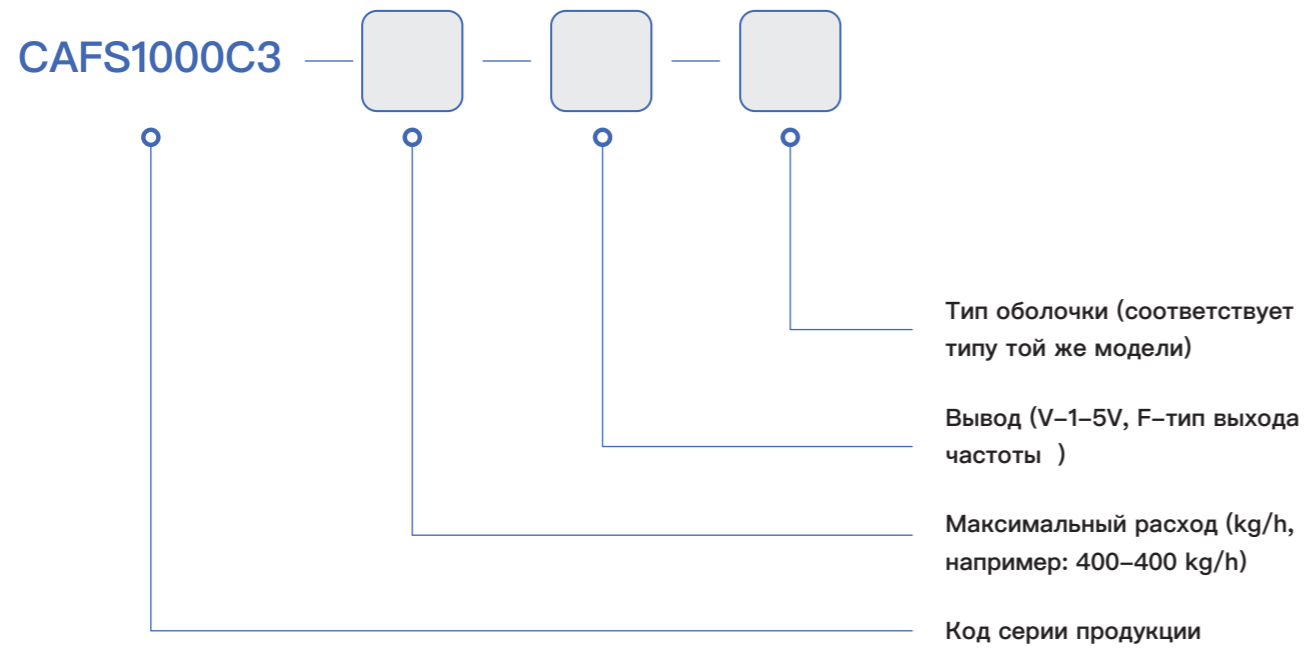 CAFS1000C3
Тип оболочки (соответствует
типу той же модели)
Вывод (V–1–5V, F–тип выхода
частоты )
Максимальный расход (kg/h,
например: 400–400 kg/h)
Код серии продукции